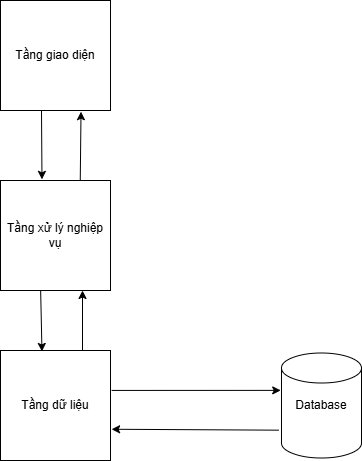 Tầng giao diện
Tầng xử lý nghiệp
vụ
Tầng dữ liệu
Database